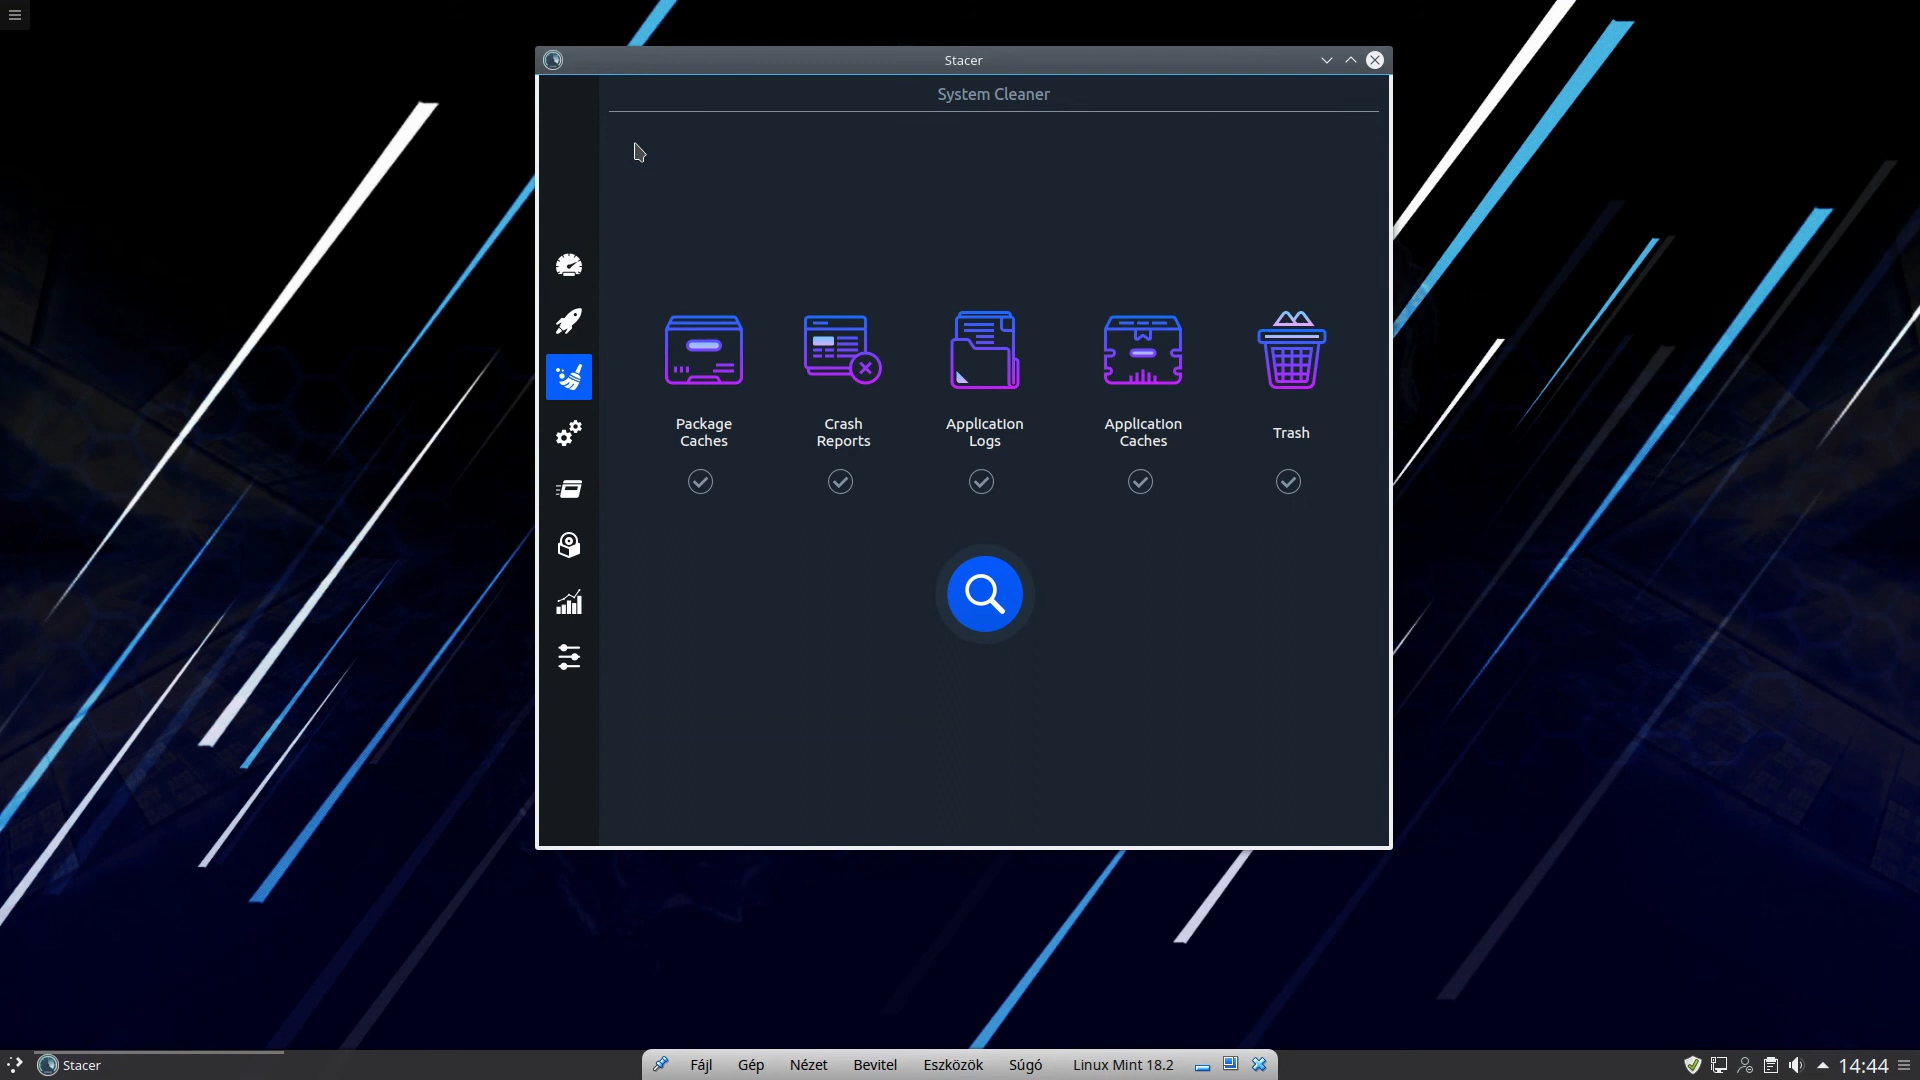 Stacer
System Cleaner
Package
Caches
Crash
Reports
Application
Logs
Application
Caches
Trash
Stacer
Fájl
Gép
Nézet
Bevitel
Eszközök
Súgó
Linux Mint 18.2
14:44